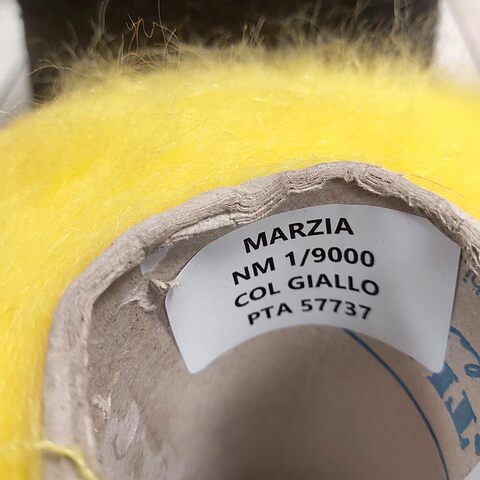 MARZIA
NM 1/9000
COL GIALLO
PTA 57737